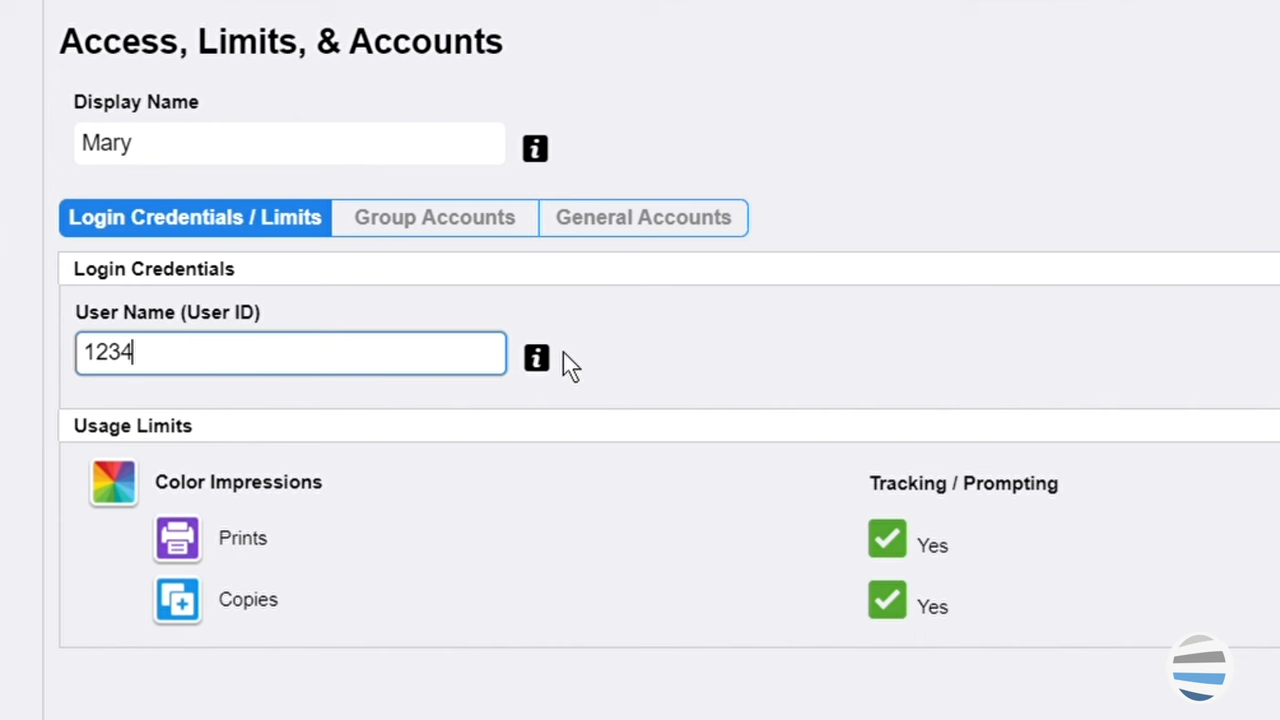 Access, Limits, & Accounts
Display Name
Mary
i
Login Credentials / Limits Group Accounts General Accounts
Login Credentials
User Name (User ID)
1234
i
Usage Limits
Color Impressions Tracking / Prompting
Prints Yes
Copies Yes